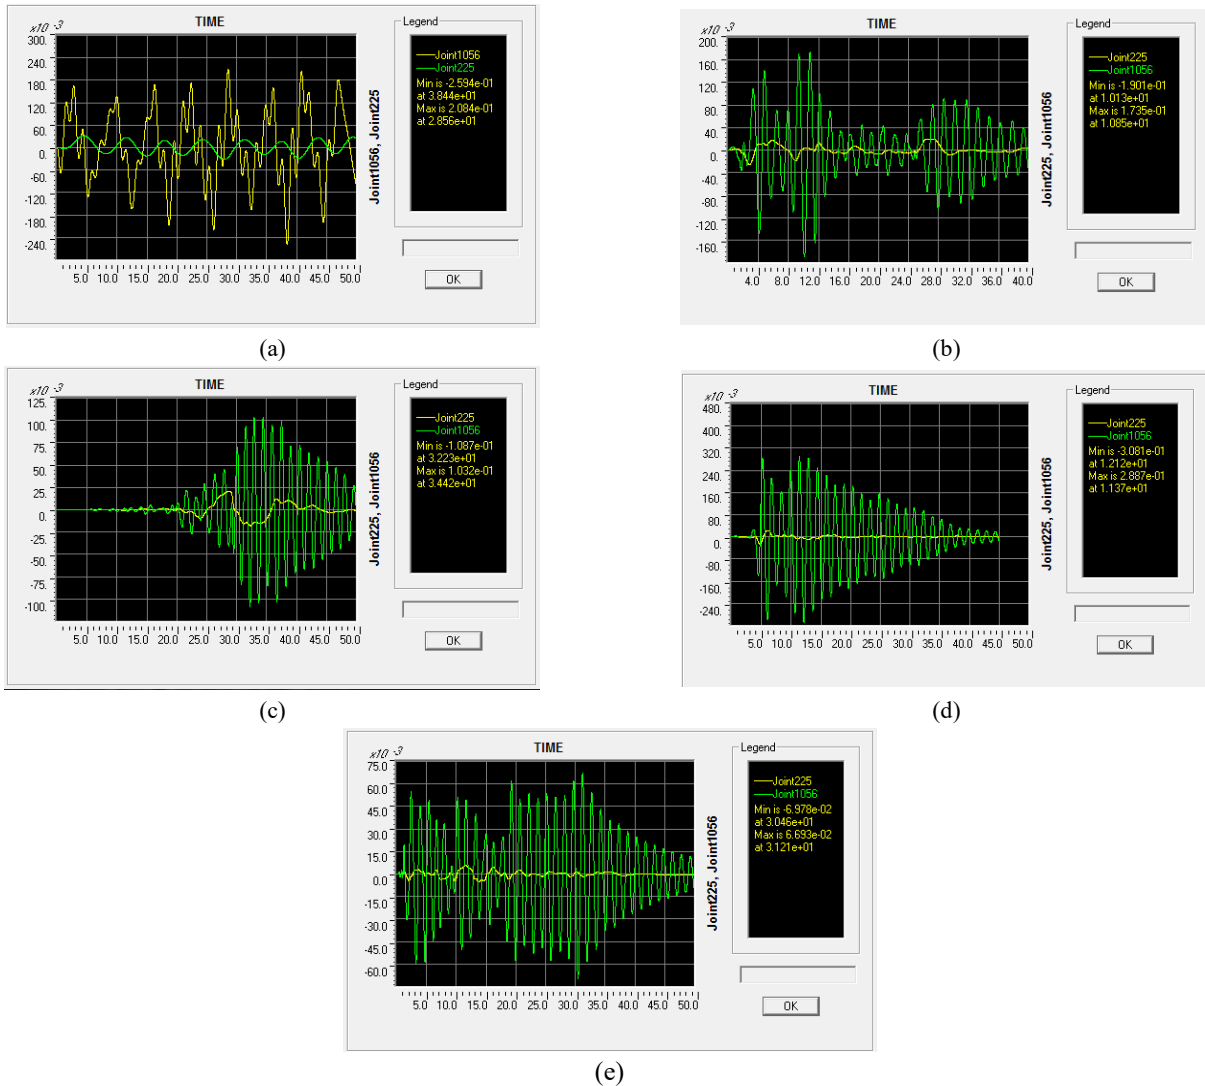 x10 -3
TIME
300.
240.
180.
120.
60.
0.
-60.
-120.
-180.
-240.
5.0 10.0 15.0 20.0 25.0 30.0 35.0 40.0 45.0 50.0
Joint1056, Joint225
Legend
Joint1056
Joint225
Min is -2.594e-01
at 3.844e+01
Max is 2.084e-01
at 2.856e+01
OK
(a)
x10 -3
TIME
200.
160.
120.
80.
40.
0.
-40.
-80.
-120.
-160.
4.0 8.0 12.0 16.0 20.0 24.0 28.0 32.0 36.0 40.0
Joint225, Joint1056
Legend
Joint225
Joint1056
Min is -1.901e-01
at 1.013e+01
Max is 1.735e-01
at 1.085e+01
OK
(b)
x10 -3
TIME
125.
100.
75.
50.
25.
0.
-25.
-50.
-75.
-100.
5.0 10.0 15.0 20.0 25.0 30.0 35.0 40.0 45.0 50.0
Joint225, Joint1056
Legend
Joint225
Joint1056
Min is -1.087e-01
at 3.223e+01
Max is 1.032e-01
at 3.442e+01
OK
(c)
x10 -3
TIME
480.
400.
320.
240.
160.
80.
0.
-80.
-160.
-240.
5.0 10.0 15.0 20.0 25.0 30.0 35.0 40.0 45.0 50.0
Joint225, Joint1056
Legend
Joint225
Joint1056
Min is -3.081e-01
at 1.212e+01
Max is 2.887e-01
at 1.137e+01
OK
(d)
x10 -3
TIME
75.0
60.0
45.0
30.0
15.0
0.0
-15.0
-30.0
-45.0
-60.0
5.0 10.0 15.0 20.0 25.0 30.0 35.0 40.0 45.0 50.0
Joint225, Joint1056
Legend
Joint225
Joint1056
Min is -6.978e-02
at 3.046e+01
Max is 6.693e-02
at 3.121e+01
OK
(e)